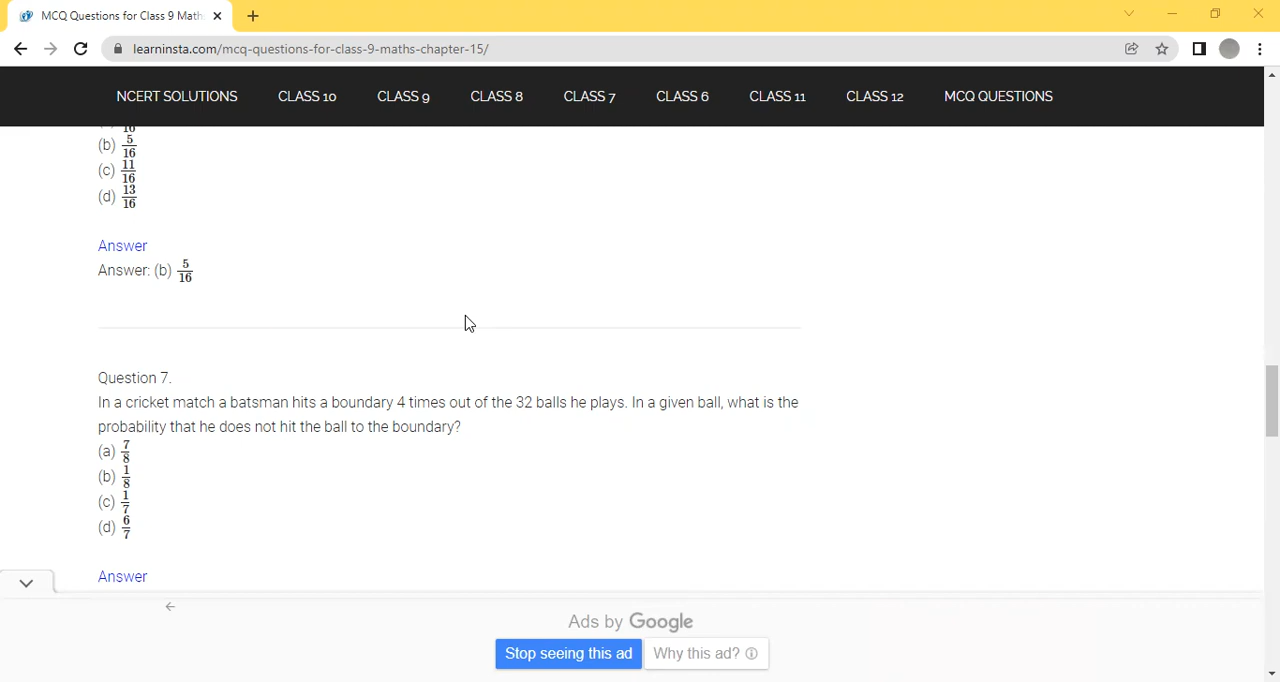 MCQ Questions for Class 9 Math
learninsta.com/mcq-questions-for-class-9-maths-chapter-15/
NCERT SOLUTIONS CLASS 10 CLASS 9 CLASS 8 CLASS 7 CLASS 6 CLASS 11 CLASS 12 MCQ QUESTIONS
16
(b) 5/16
(c) 11/16
(d) 13/16
Answer
Answer: (b) 5/16
Question 7.
In a cricket match a batsman hits a boundary 4 times out of the 32 balls he plays. In a given ball, what is the
probability that he does not hit the ball to the boundary?
(a) 7/8
(b) 1/8
(c) 1/7
(d) 6/7
Answer
Ads by Google
Stop seeing this ad Why this ad?